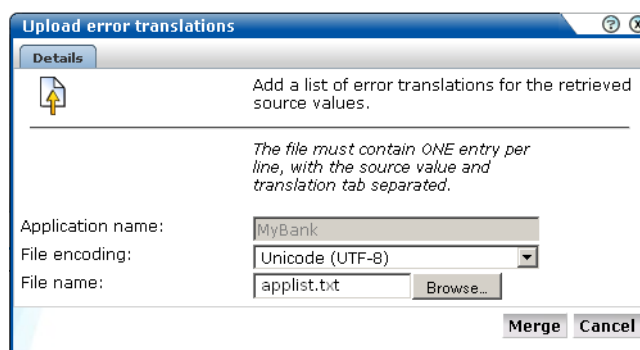 Upload error translations
Details
Add a list of error translations for the retrieved
source values.
The file must contain ONE entry per
line, with the source value and
translation tab separated.
Application name: MyBank
File encoding: Unicode (UTF-8)
File name: applist.txt Browse...
Merge Cancel